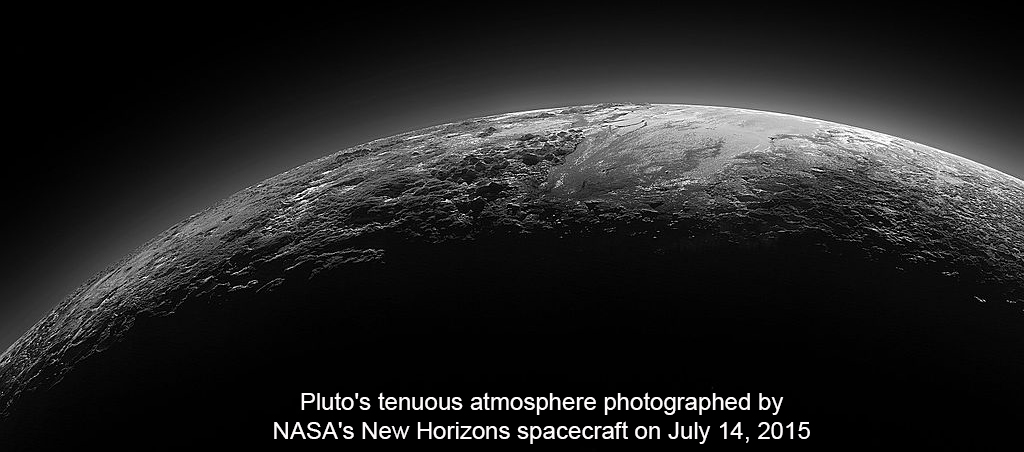 Pluto's tenuous atmosphere photographed by
NASA's New Horizons spacecraft on July 14, 2015